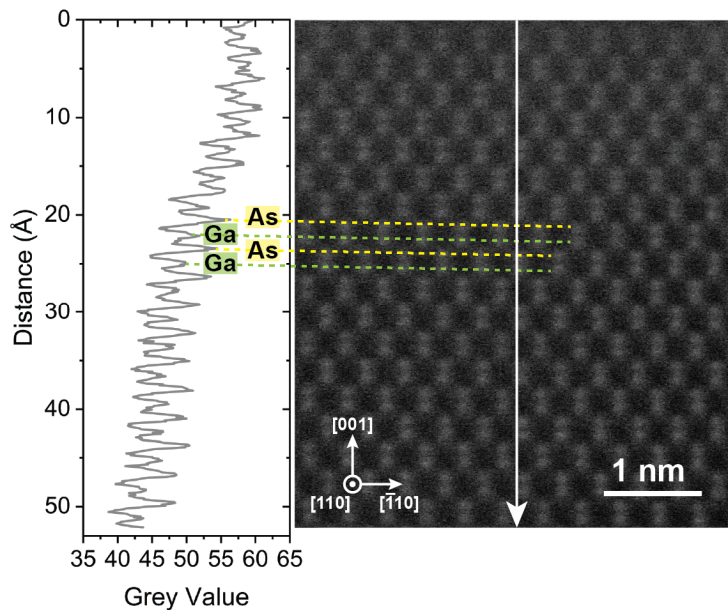 0
10
20
30
40
50
Distance (Å)
35 40 45 50 55 60 65
Grey Value
As
Ga
As
Ga
[001]
[110]
[1̄10]
1 nm